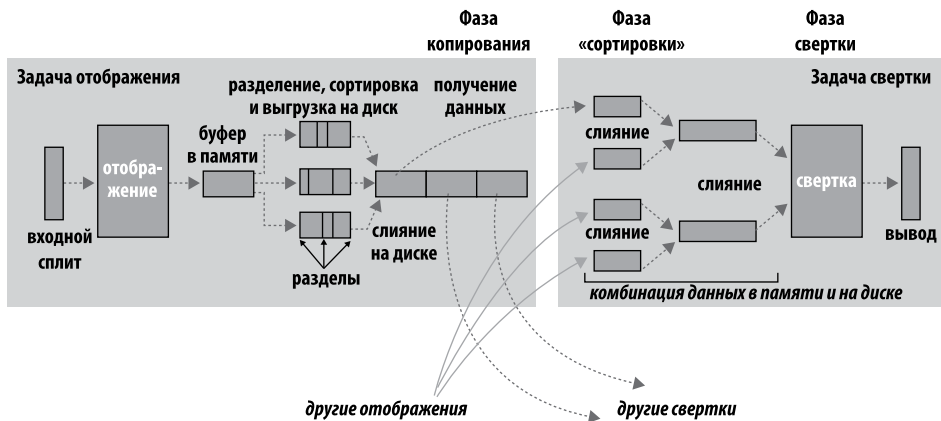 Фаза
копирования
Фаза
«сортировки»
Фаза
свертки
Задача отображения
разделение, сортировка
и выгрузка на диск
получение
данных
Задача свертки
буфер
в памяти
отобра-
жение
входной
сплит
слияние
на диске
разделы
слияние
слияние
слияние
свертка
вывод
комбинация данных в памяти и на диске
другие отображения
другие свертки